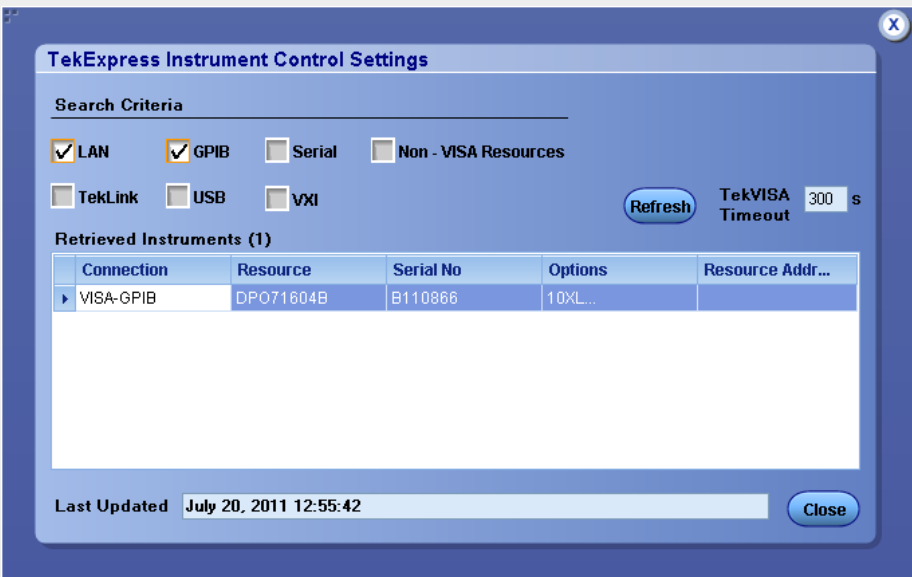 X
TekExpress Instrument Control Settings
Search Criteria
LAN GPIB Serial Non - VISA Resources
TekLink USB VXI Refresh TekVISA Timeout 300 s
Retrieved Instruments (1)
Connection Resource Serial No Options Resource Addr...
VISA-GPIB DPO71604B B110866 10XL...
Last Updated July 20, 2011 12:55:42 Close